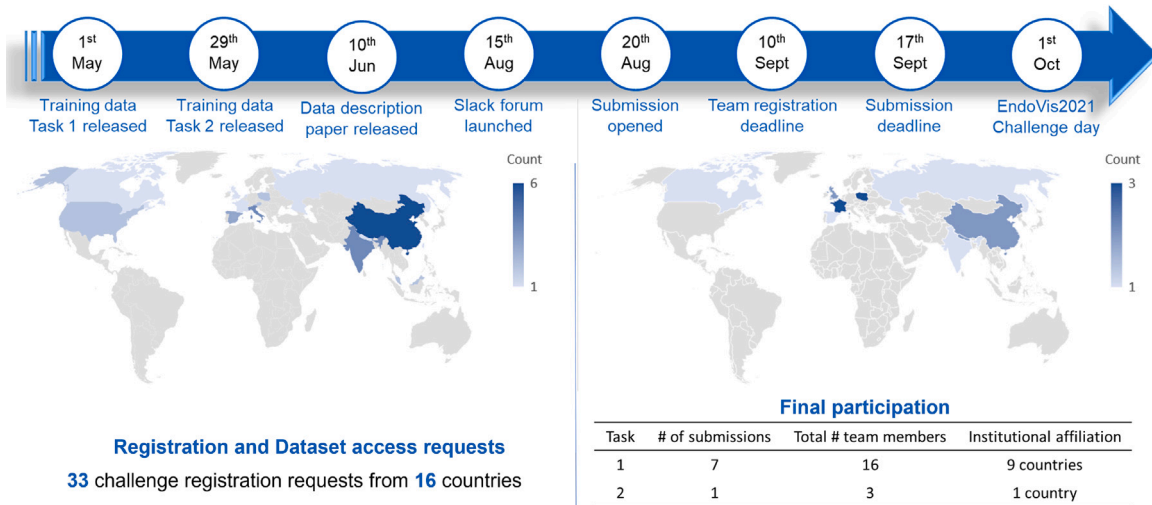 1st
May
29th
May
10th
Jun
15th
Aug
20th
Aug
10th
Sept
17th
Sept
1st
Oct
Training data
Task 1 released
Training data
Task 2 released
Data description
paper released
Slack forum
launched
Submission
opened
Team registration
deadline
Submission
deadline
EndoVis2021
Challenge day
Count
6
1
Count
3
1
Registration and Dataset access requests
33 challenge registration requests from 16 countries
Final participation
Task # of submissions Total # team members Institutional affiliation
1 7 16 9 countries
2 1 3 1 country